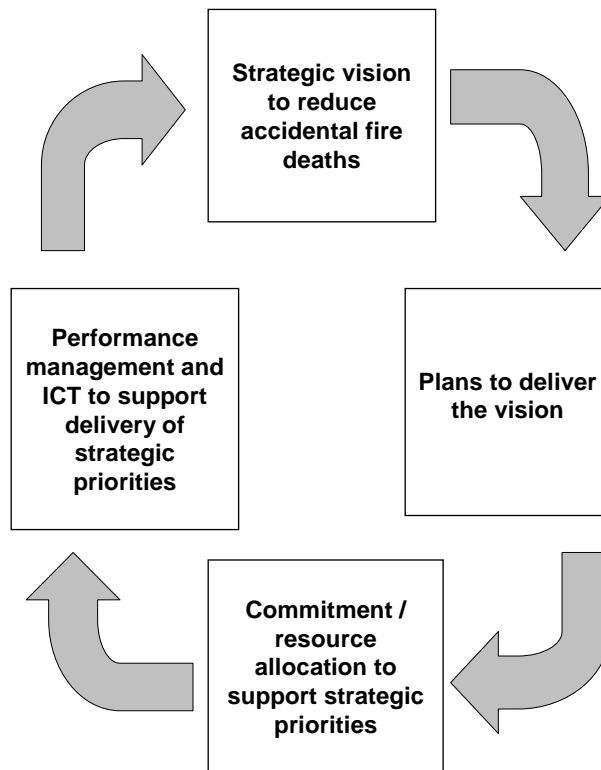 Strategic vision
to reduce
accidental fire
deaths
Plans to deliver
the vision
Commitment /
resource
allocation to
support strategic
priorities
Performance
management and
ICT to support
delivery of
strategic
priorities